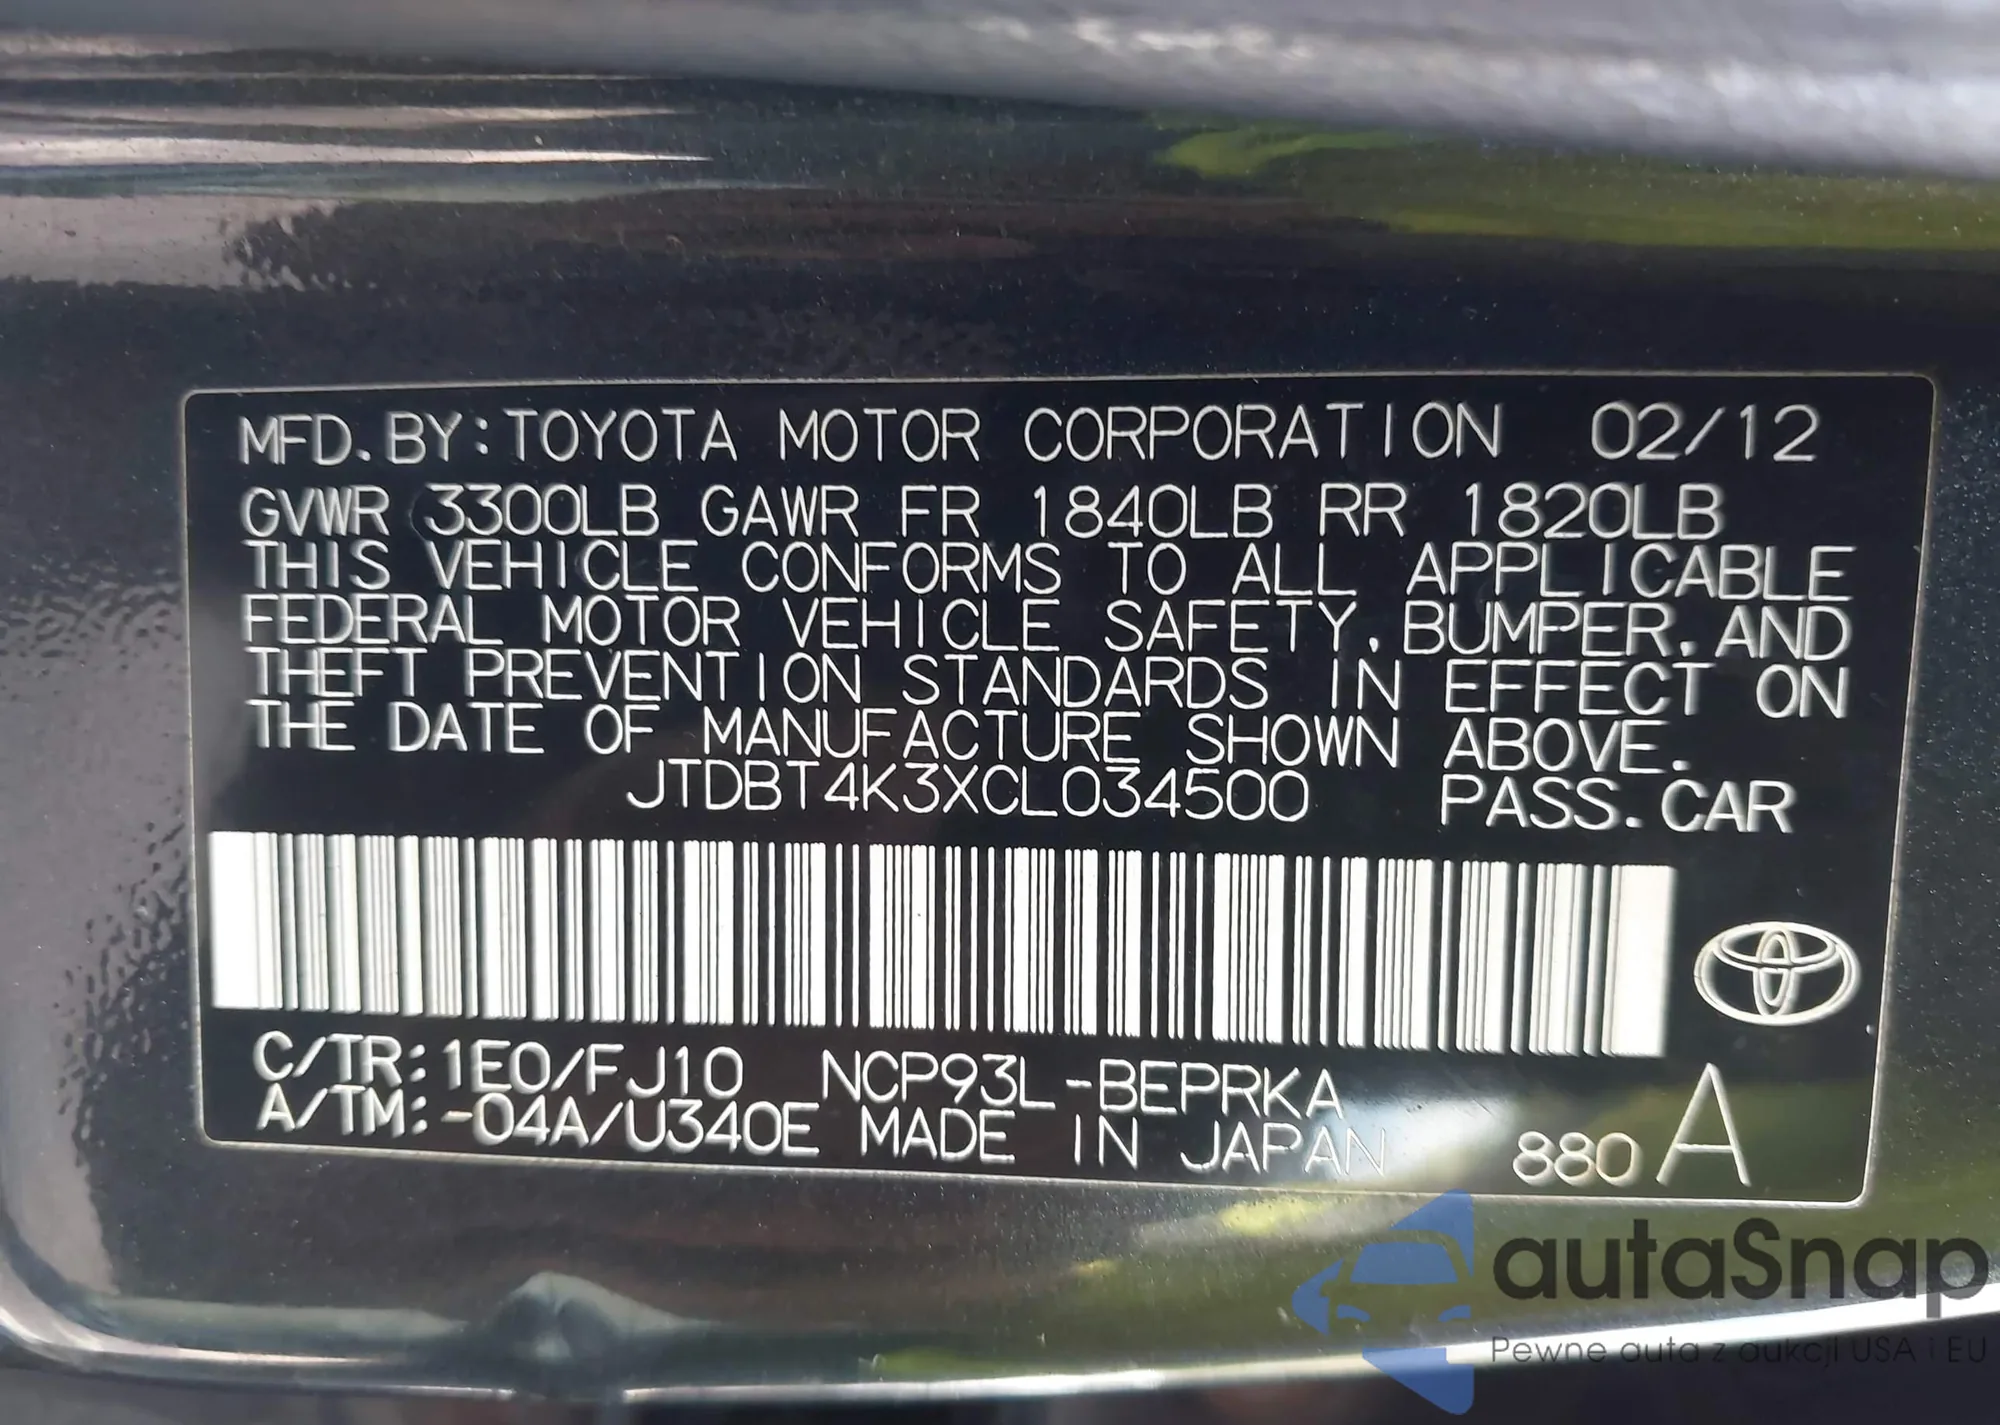 MFD. BY: TOYOTA MOTOR CORPORATION 02/12
GVWR 3300LB GAWR FR 1840LB RR 1820LB
THIS VEHICLE CONFORMS TO ALL APPLICABLE
FEDERAL MOTOR VEHICLE SAFETY, BUMPER, AND
THEFT PREVENTION STANDARDS IN EFFECT ON
THE DATE OF MANUFACTURE SHOWN ABOVE.
JTDBT4K3XCL034500 PASS. CAR
C/TR: 1E0/FJ10 NCP93L-BEPRKA
A/TM: -04A/U340E MADE IN JAPAN 880 A
autaSnap
Pewne auta z aukcji USA i EU